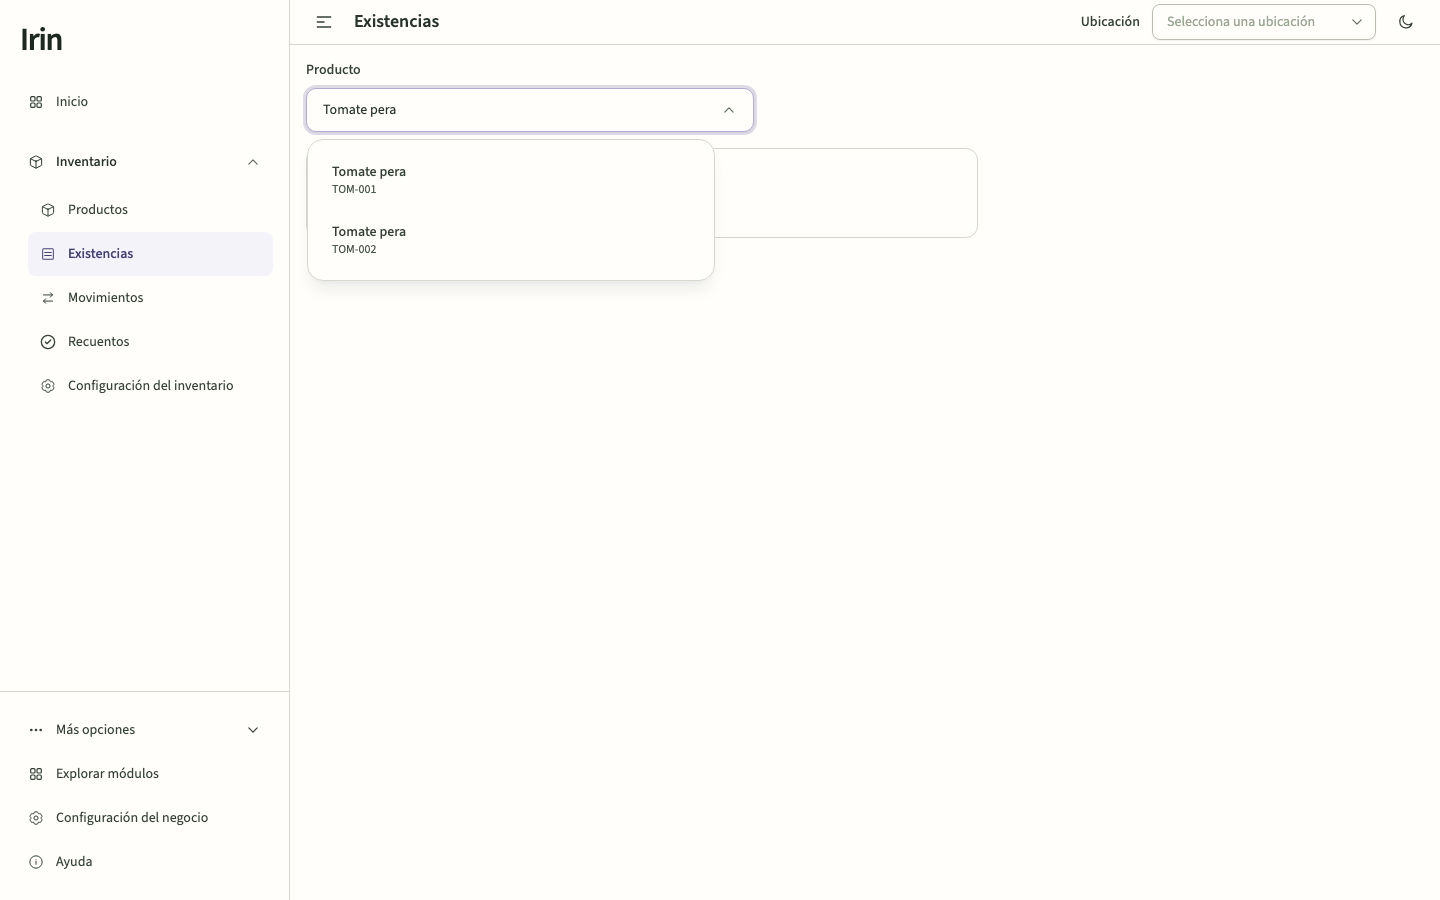 Irin
Inicio
Inventario
Productos
Existencias
Movimientos
Recuentos
Configuración del inventario
Más opciones
Explorar módulos
Configuración del negocio
Ayuda
Existencias
Ubicación
Selecciona una ubicación
Producto
Tomate pera
Tomate pera
TOM-001
Tomate pera
TOM-002